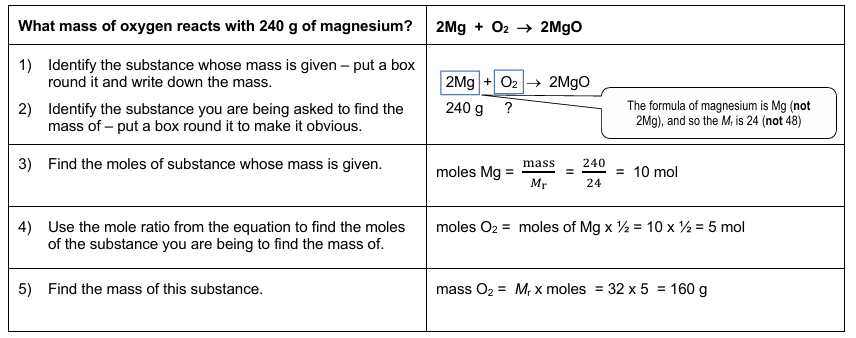 What mass of oxygen reacts with 240 g of magnesium?
2Mg + O₂ → 2MgO
1) Identify the substance whose mass is given – put a box
round it and write down the mass.
2) Identify the substance you are being asked to find the
mass of – put a box round it to make it obvious.
2Mg + O₂ → 2MgO
240 g ?
The formula of magnesium is Mg (not
2Mg), and so the Mr is 24 (not 48)
3) Find the moles of substance whose mass is given.
moles Mg = mass/Mr = 240/24 = 10 mol
4) Use the mole ratio from the equation to find the moles
of the substance you are being to find the mass of.
moles O₂ = moles of Mg x ½ = 10 x ½ = 5 mol
5) Find the mass of this substance.
mass O₂ = Mr x moles = 32 x 5 = 160 g